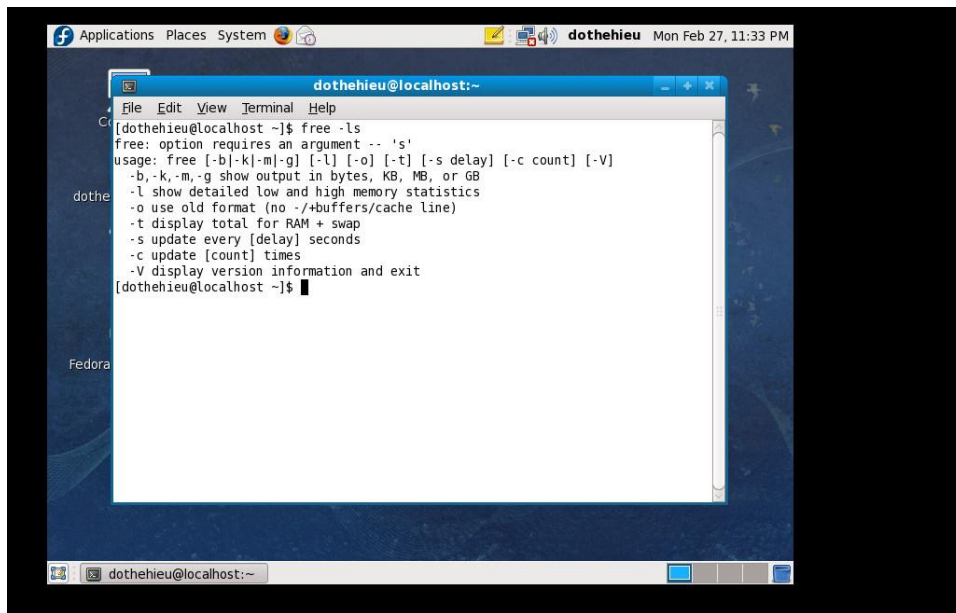 Applications Places System dothehieu Mon Feb 27, 11:33 PM
dothehieu@localhost:~
File Edit View Terminal Help
[dothehieu@localhost ~]$ free -ls
free: option requires an argument -- 's'
usage: free [-b|-k|-m|-g] [-l] [-o] [-t] [-s delay] [-c count] [-V]
-b,-k,-m,-g show output in bytes, KB, MB, or GB
-l show detailed low and high memory statistics
-o use old format (no -/+buffers/cache line)
-t display total for RAM + swap
-s update every [delay] seconds
-c update [count] times
-V display version information and exit
[dothehieu@localhost ~]$
dothe
Fedora
dothehieu@localhost:~